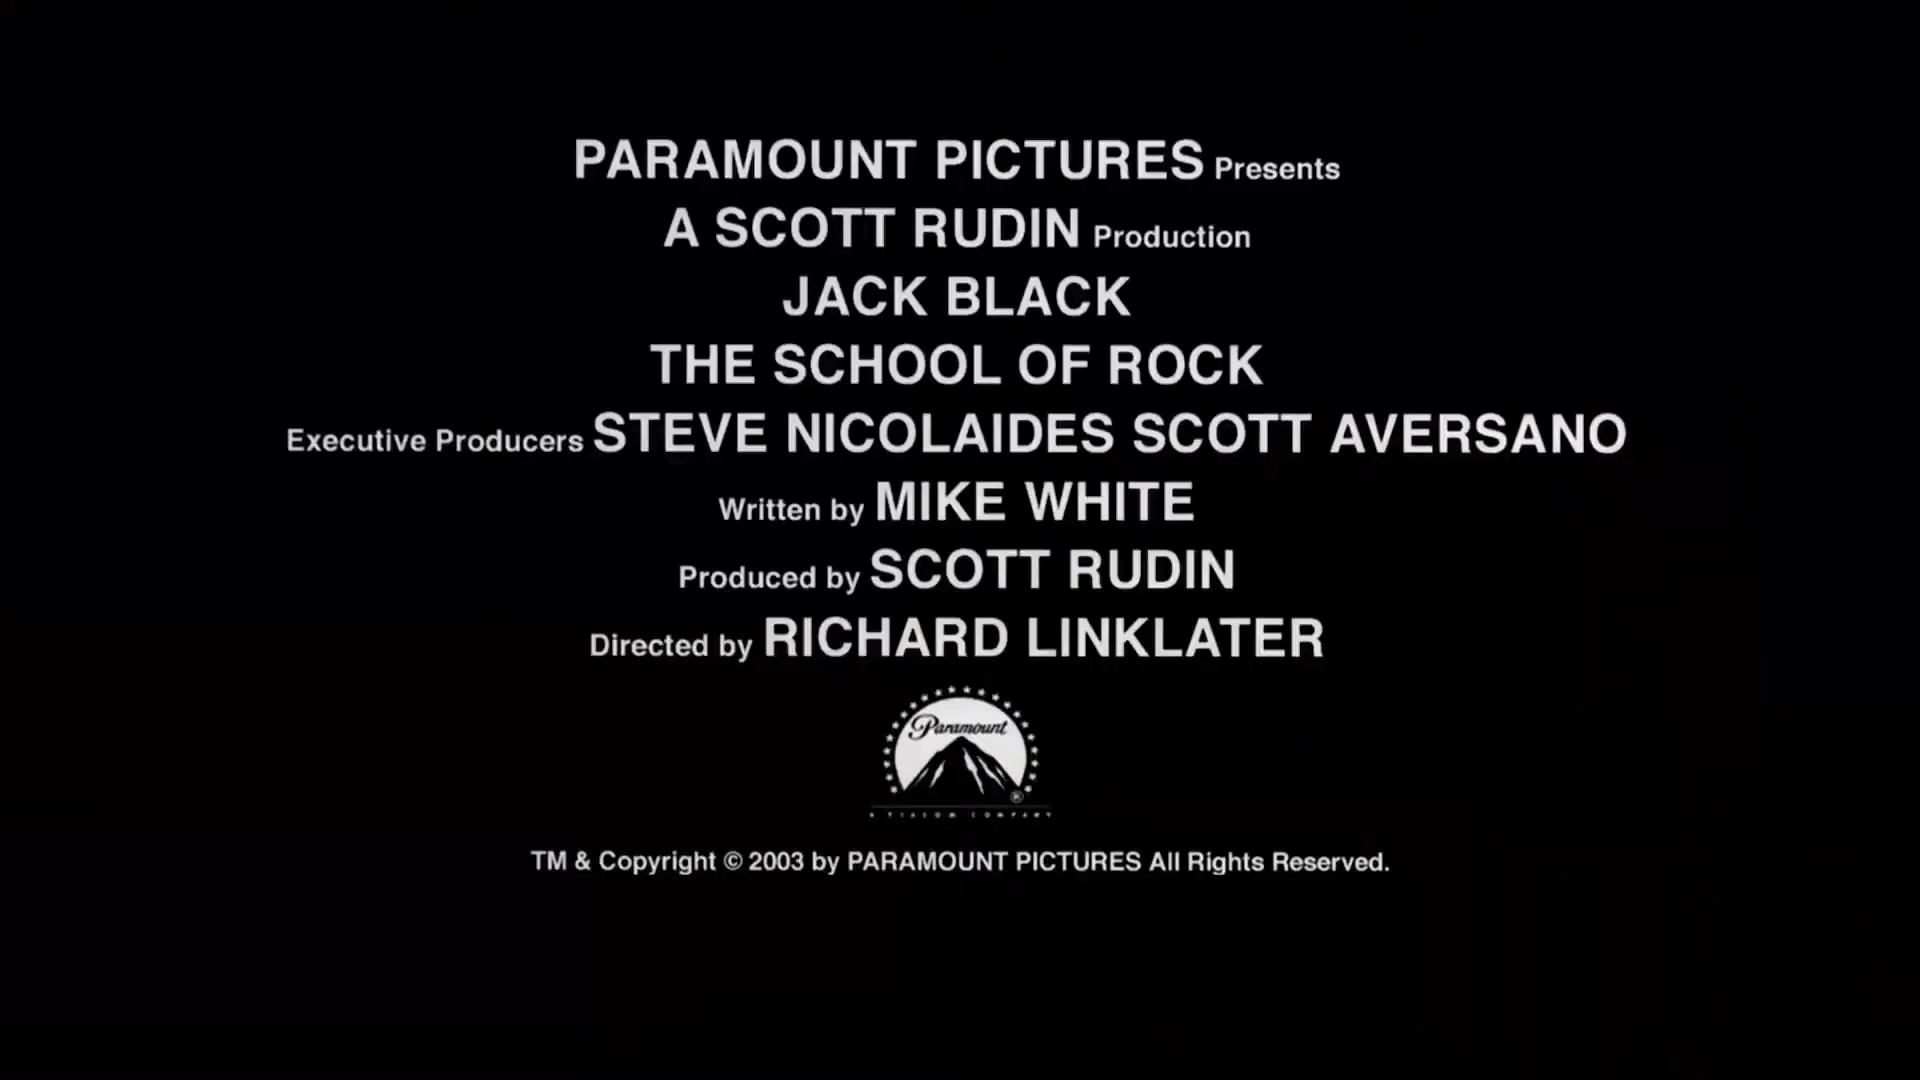 PARAMOUNT PICTURES Presents
A SCOTT RUDIN Production
JACK BLACK
THE SCHOOL OF ROCK
Executive Producers STEVE NICOLAIDES SCOTT AVERSANO
Written by MIKE WHITE
Produced by SCOTT RUDIN
Directed by RICHARD LINKLATER
Paramount
®
A VIACOM COMPANY
TM & Copyright © 2003 by PARAMOUNT PICTURES All Rights Reserved.